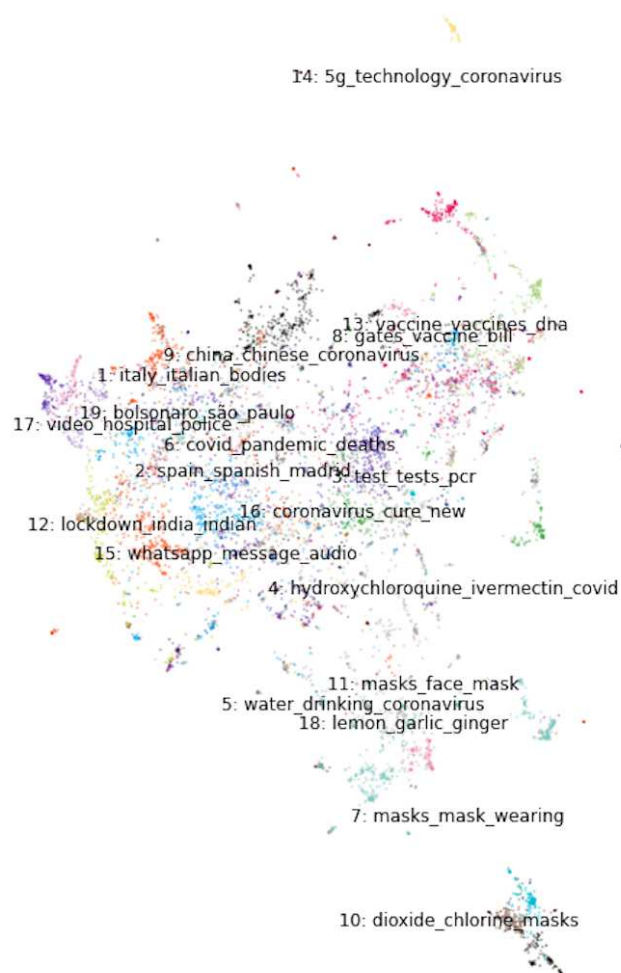 14: 5g_technology_coronavirus
13: vaccine_vaccines_dna
8: gates_vaccine_bill
9: china_chinese_coronavirus
1: italy_italian_bodies
19: bolsonaro_são_paulo
17: video_hospital_police
6: covid_pandemic_deaths
2: spain_spanish_madrid
3: test_tests_pcr
16: coronavirus_cure_new
12: lockdown_india_indian
15: whatsapp_message_audio
4: hydroxychloroquine_ivermectin_covid
11: masks_face_mask
5: water_drinking_coronavirus
18: lemon_garlic_ginger
7: masks_mask_wearing
10: dioxide_chlorine_masks